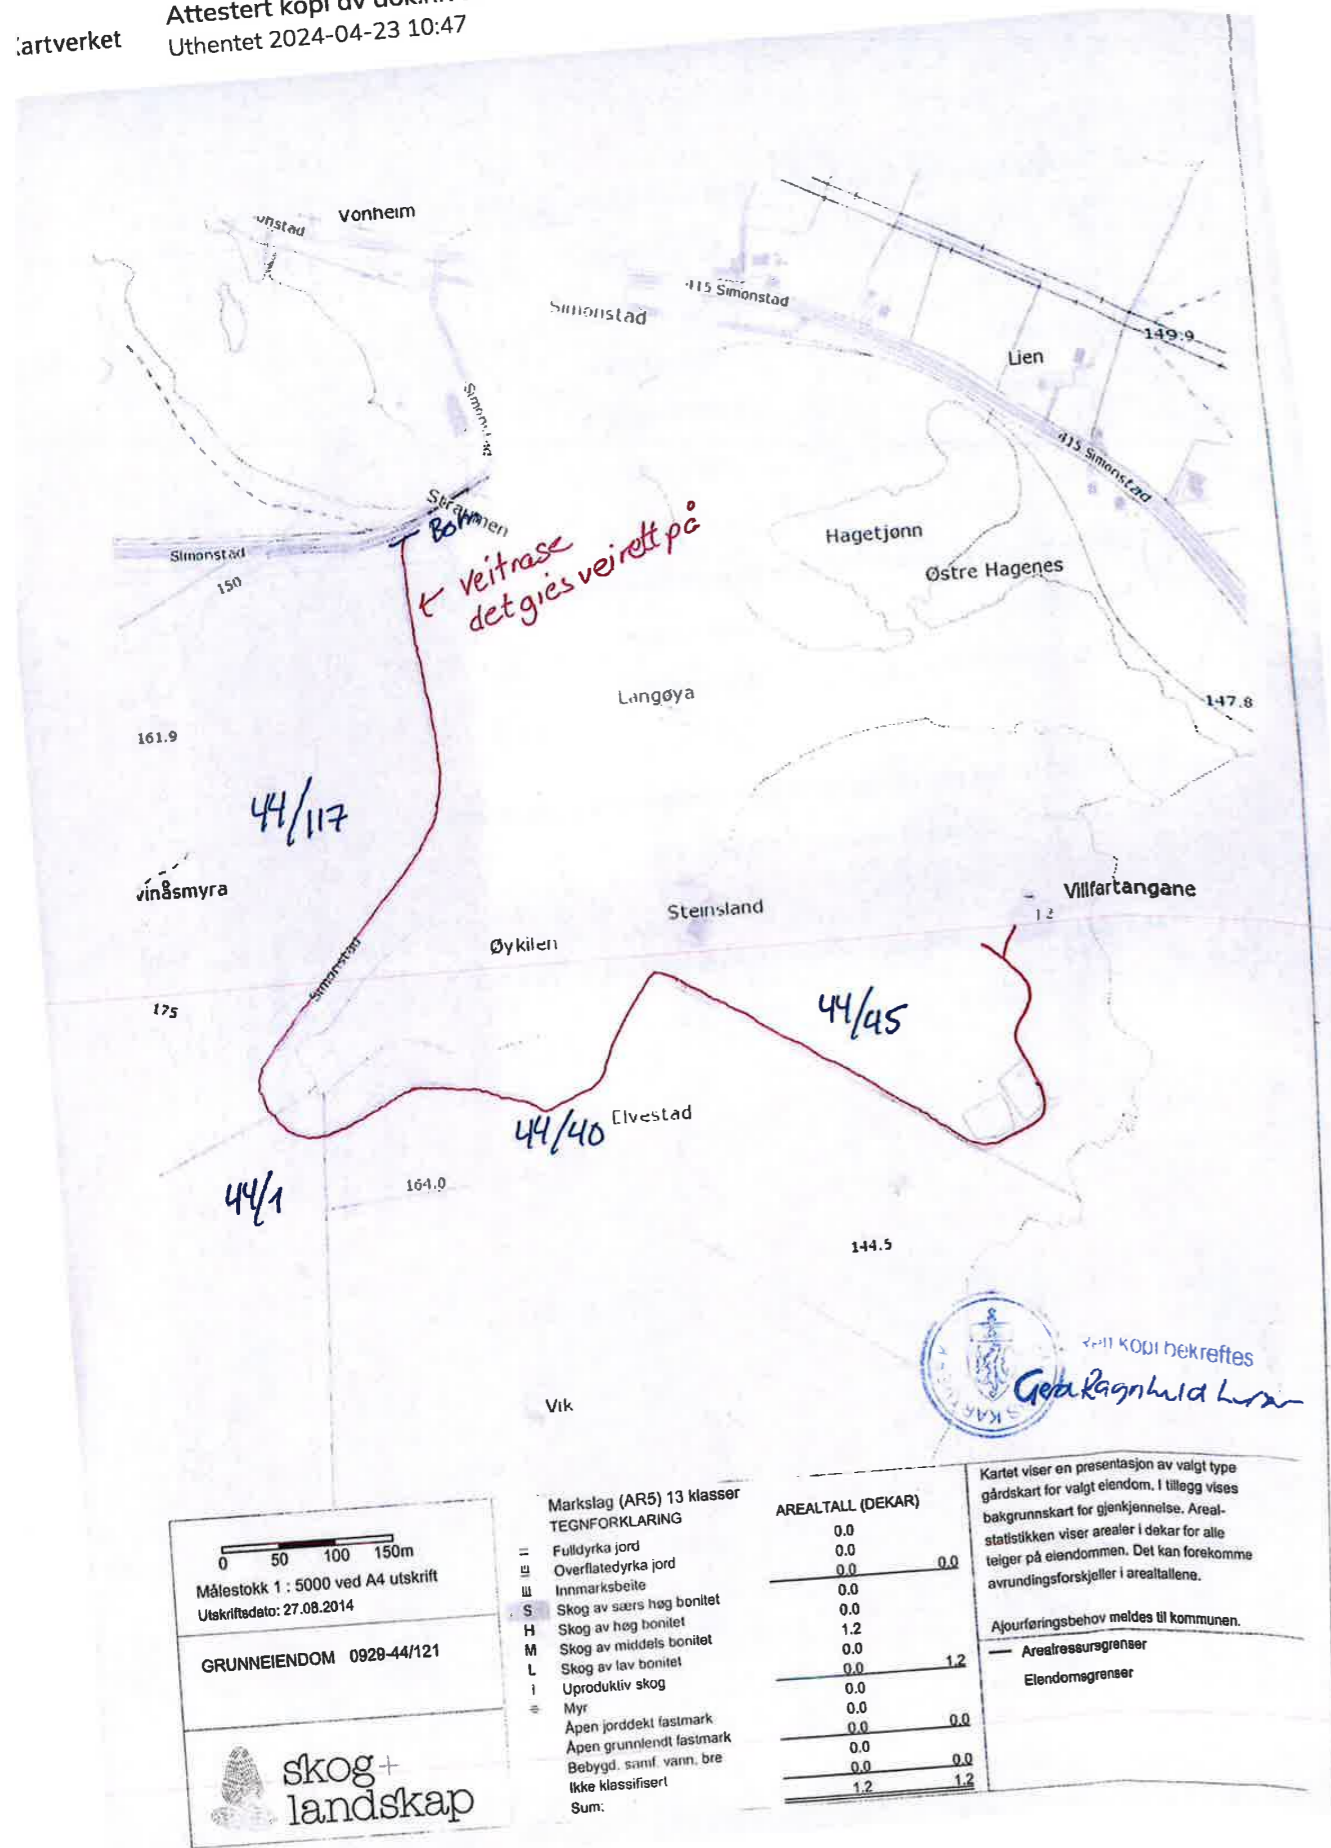 Attestert kopi av
Uthentet 2024-04-23 10:47
Vonheim
Simonstad
415 Simonstad
149.9
Lien
415 Simonstad
Straumen
Bom
Simonstad
150
← Veitrase
det gies veirett på
Hagetjønn
Østre Hagenes
Langøya
147.8
161.9
44/117
Steinsland
Villfartangane
12
Øykilen
Simonstad
175
44/45
44/40
Elvestad
44/1
164.0
144.5
kopi bekreftes
Vik
0 50 100 150m
Målestokk 1 : 5000 ved A4 utskrift
Utskriftsdato: 27.08.2014
GRUNNEIENDOM 0929-44/121
skog+
landskap
Markslag (AR5) 13 klasser
TEGNFORKLARING AREALTALL (DEKAR)
Fulldyrka jord 0.0
Overflatedyrka jord 0.0
Innmarksbeite 0.0 0.0
S Skog av særs høg bonitet 0.0
H Skog av høg bonitet 0.0
M Skog av middels bonitet 1.2
L Skog av lav bonitet 0.0
i Uproduktiv skog 0.0 1.2
Myr 0.0
Åpen jorddekt fastmark 0.0
Åpen grunnlendt fastmark 0.0 0.0
Bebygd, samf, vann, bre 0.0
Ikke klassifisert 0.0 0.0
Sum: 1.2 1.2
Kartet viser en presentasjon av valgt type
gårdskart for valgt eiendom. I tillegg vises
bakgrunnskart for gjenkjennelse. Areal-
statistikken viser arealer i dekar for alle
teiger på eiendommen. Det kan forekomme
avrundingsforskjeller i arealtallene.
Ajourføringsbehov meldes til kommunen.
Arealressursgrenser
Eiendomsgrenser